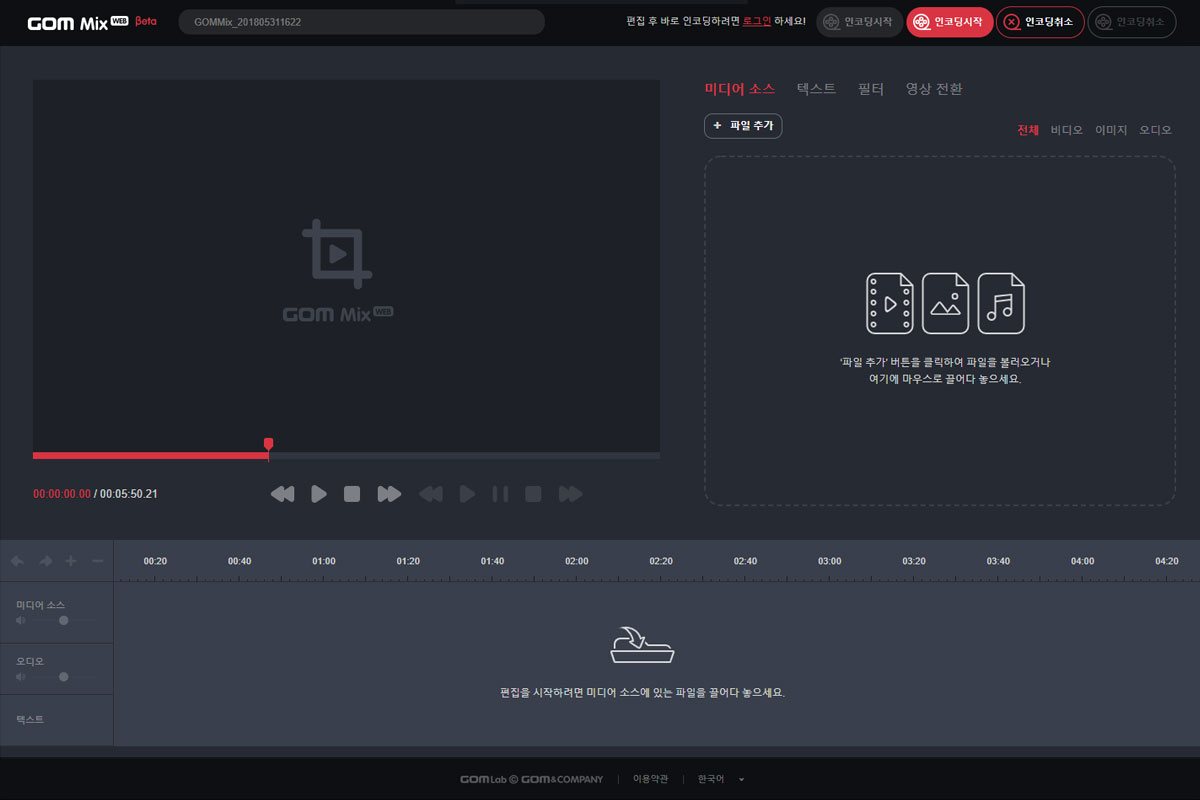 GOM Mix WEB Beta
GOMMix_201805311622
편집 후 바로 인코딩하려면 로그인 하세요!
인코딩시작
인코딩시작
인코딩취소
인코딩취소
미디어 소스 텍스트 필터 영상 전환
+ 파일 추가
전체 비디오 이미지 오디오
GOM Mix WEB
'파일 추가' 버튼을 클릭하여 파일을 불러오거나
여기에 마우스로 끌어다 놓으세요.
00:00:00.00 / 00:05:50.21
00:20 00:40 01:00 01:20 01:40 02:00 02:20 02:40 03:00 03:20 03:40 04:00 04:20
미디어 소스
오디오
텍스트
편집을 시작하려면 미디어 소스에 있는 파일을 끌어다 놓으세요.
GOM Lab © GOM&COMPANY 이용약관 한국어